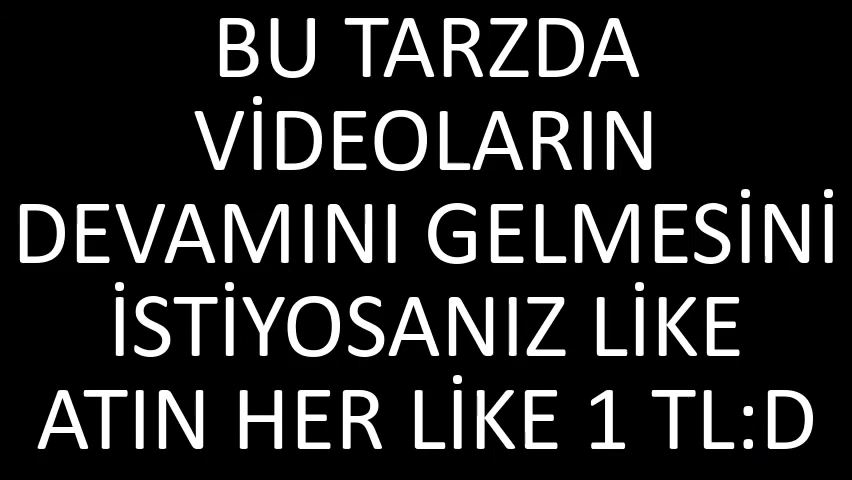 BU TARZDA
VİDEOLARIN
DEVAMINI GELMESİNİ
İSTİYOSANIZ LİKE
ATIN HER LİKE 1 TL:D